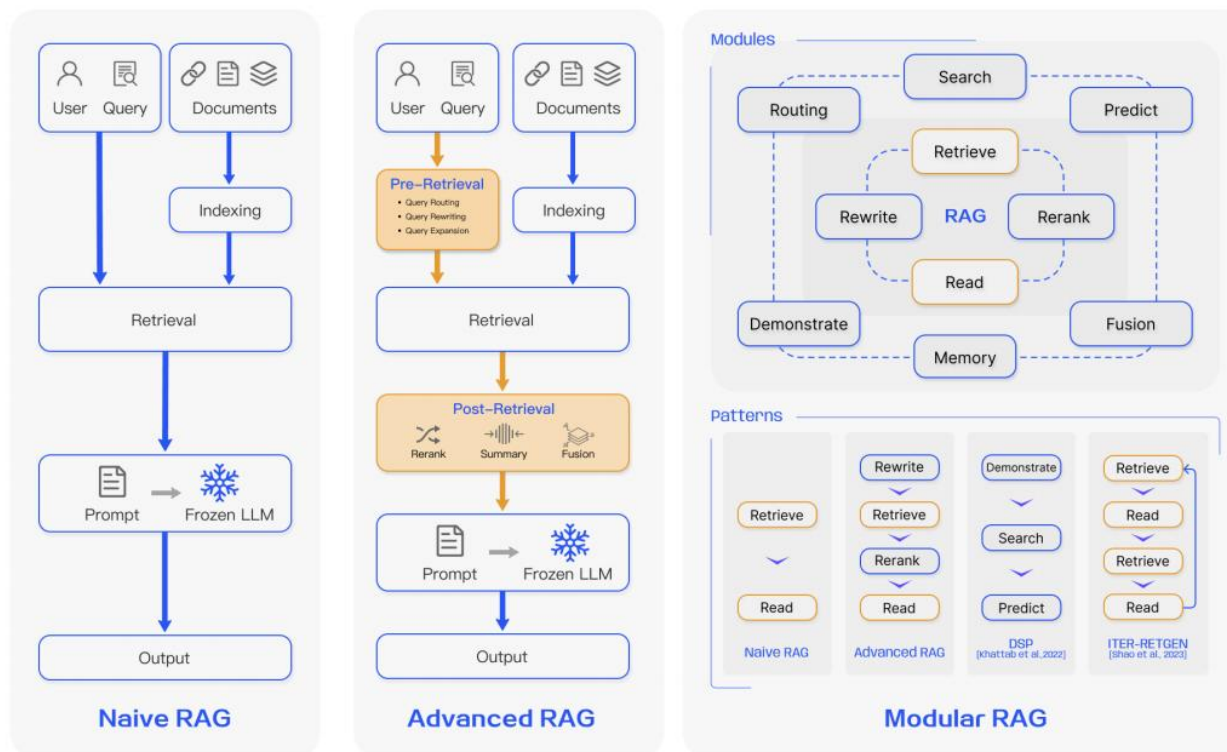 User Query
Documents
Indexing
Retrieval
Prompt
Frozen LLM
Output
Naive RAG
User Query
Documents
Pre-Retrieval
• Query Routing
• Query Rewriting
• Query Expansion
Indexing
Retrieval
Post-Retrieval
Rerank
Summary
Fusion
Prompt
Frozen LLM
Output
Advanced RAG
Modules
Search
Routing
Predict
Retrieve
Rewrite
RAG
Rerank
Read
Demonstrate
Fusion
Memory
Patterns
Retrieve
Read
Naive RAG
Rewrite
Retrieve
Rerank
Read
Advanced RAG
Demonstrate
Search
Predict
DSP
[Khattab et al.,2022]
Retrieve
Read
Retrieve
Read
ITER-RETGEN
[Shao et al., 2023]
Modular RAG